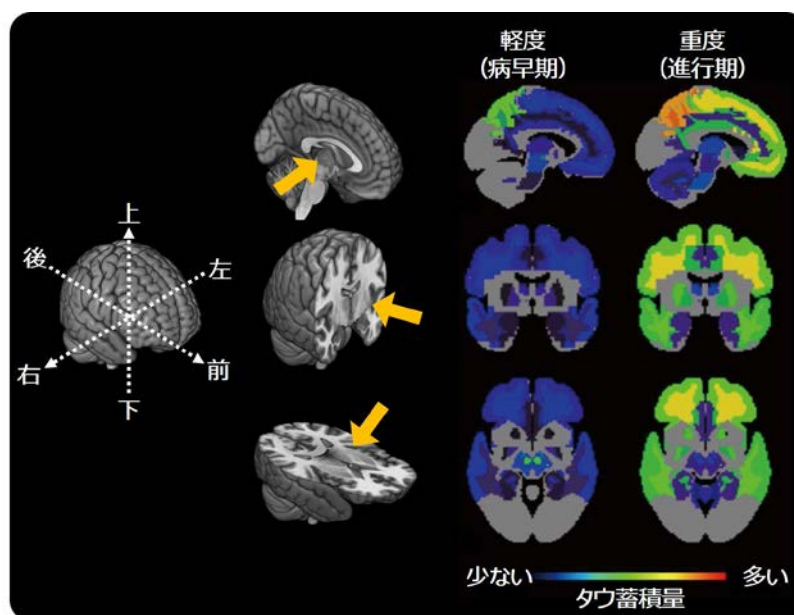 軽度
(病早期)
重度
(進行期)
上
後
左
右
前
下
少ない
多い
タウ蓄積量